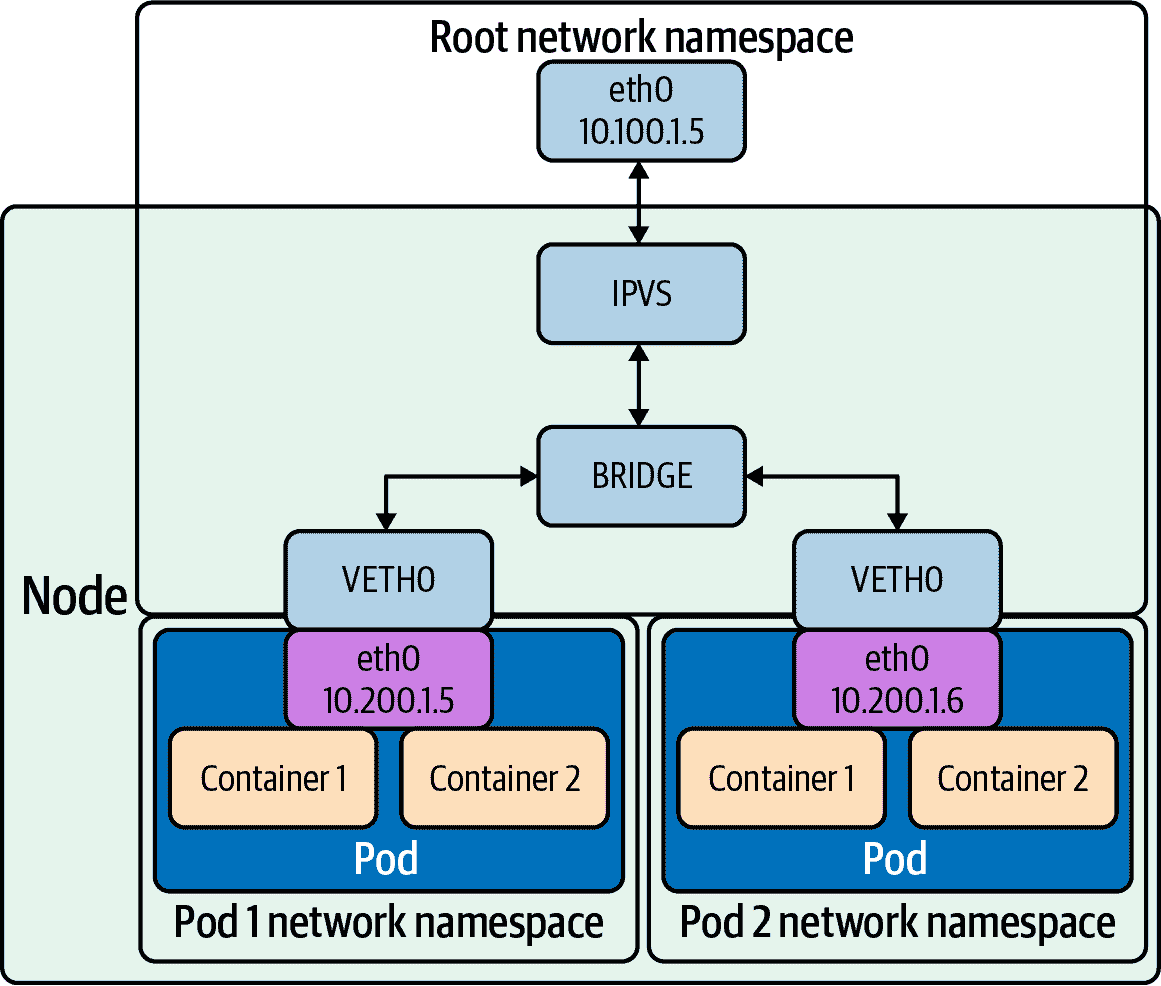 Root network namespace
eth0
10.100.1.5
IPVS
BRIDGE
VETH0
VETH0
Node
eth0
10.200.1.5
eth0
10.200.1.6
Container 1
Container 2
Container 1
Container 2
Pod
Pod
Pod 1 network namespace
Pod 2 network namespace